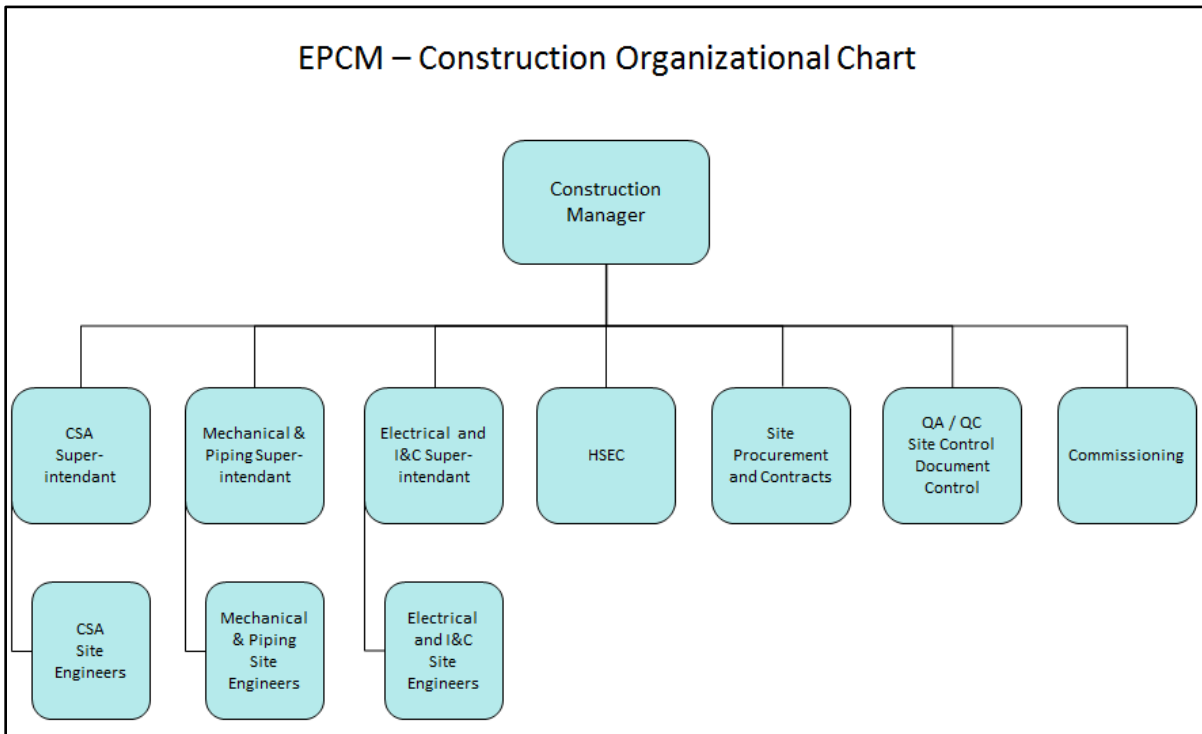 EPCM – Construction Organizational Chart
Construction
Manager
CSA
Super-
intendant
Mechanical &
Piping Super-
intendant
Electrical and
I&C Super-
intendant
HSEC
Site
Procurement
and Contracts
QA / QC
Site Control
Document
Control
Commissioning
CSA
Site
Engineers
Mechanical
& Piping
Site
Engineers
Electrical
and I&C
Site
Engineers